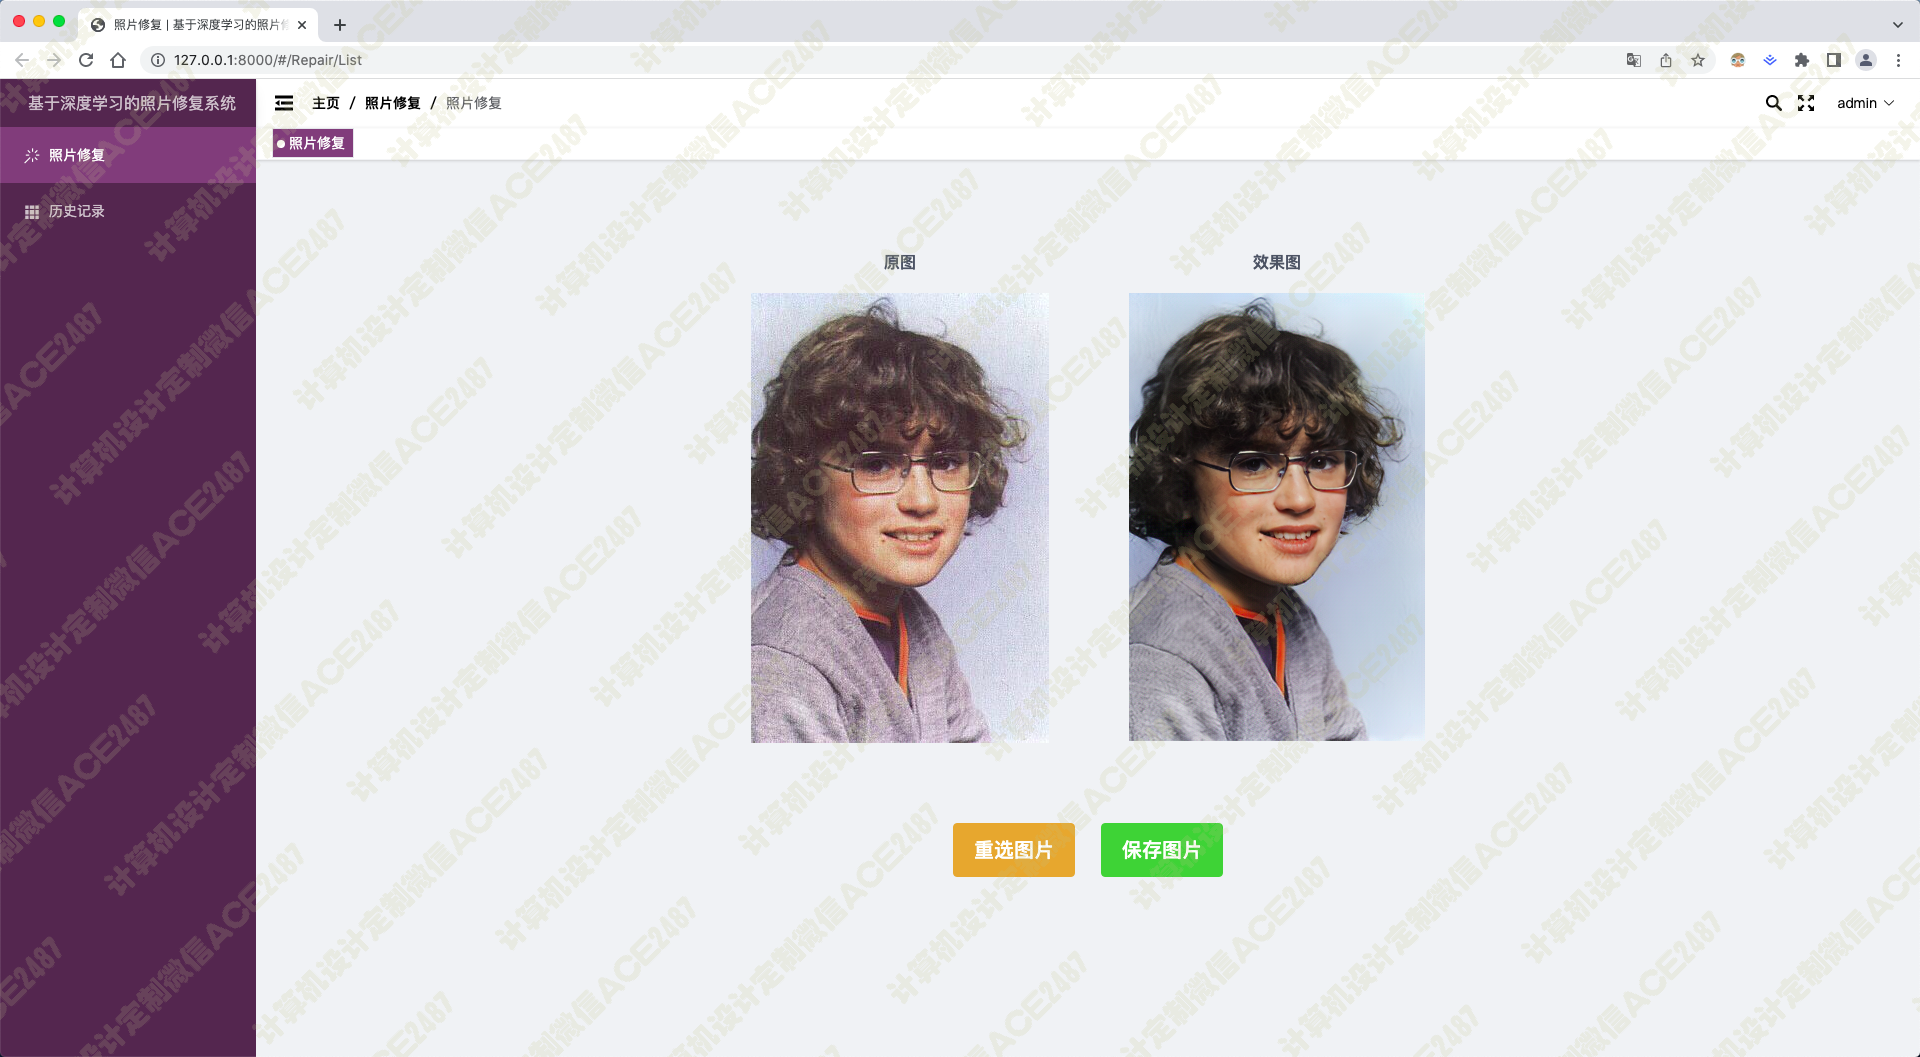 照片修复 | 基于深度学习的照片修
127.0.0.1:8000/#/Repair/List
基于深度学习的照片修复系统
主页 / 照片修复 / 照片修复
admin
照片修复
照片修复
历史记录
原图
效果图
重选图片
保存图片
计算机设计定制微信ACE2487